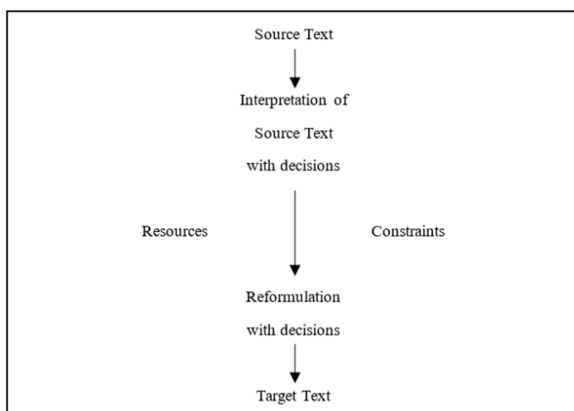 Source Text
Interpretation of
Source Text
with decisions
Resources Constraints
Reformulation
with decisions
Target Text